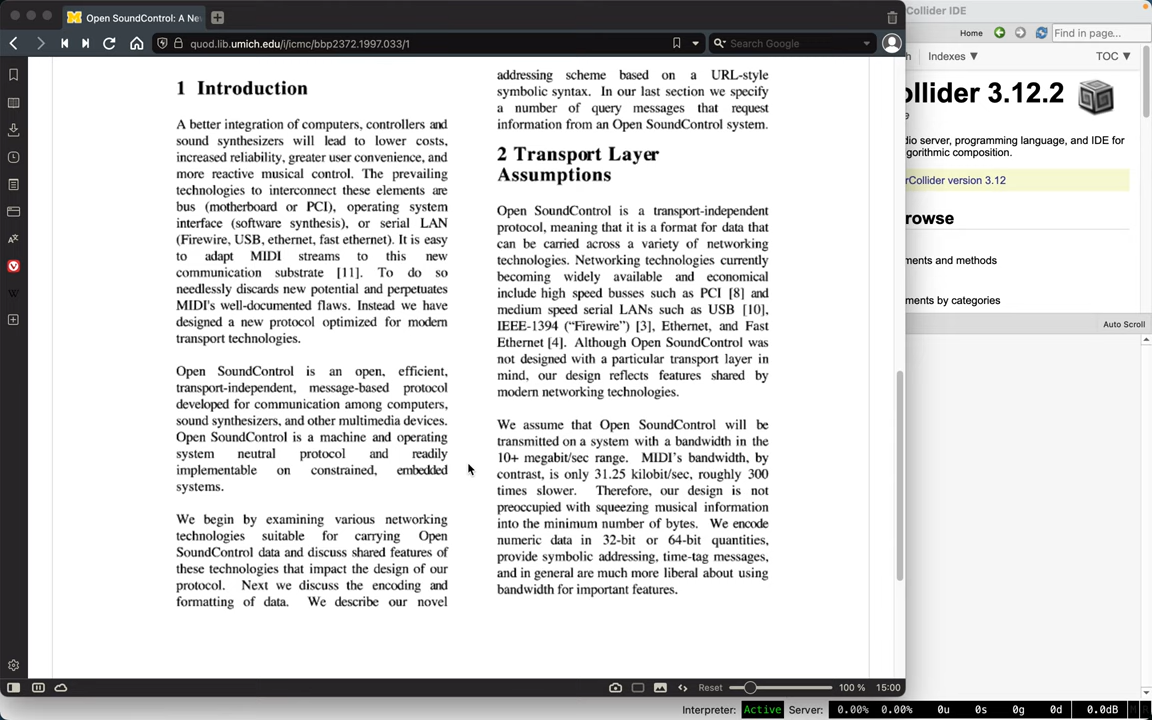 Open SoundControl: A Ne
quod.lib.umich.edu/i/icmc/bbp2372.1997.033/1
Search Google
1 Introduction
A better integration of computers, controllers and
sound synthesizers will lead to lower costs,
increased reliability, greater user convenience, and
more reactive musical control. The prevailing
technologies to interconnect these elements are
bus (motherboard or PCI), operating system
interface (software synthesis), or serial LAN
(Firewire, USB, ethernet, fast ethernet). It is easy
to adapt MIDI streams to this new
communication substrate [11]. To do so
needlessly discards new potential and perpetuates
MIDI's well-documented flaws. Instead we have
designed a new protocol optimized for modern
transport technologies.
Open SoundControl is an open, efficient,
transport-independent, message-based protocol
developed for communication among computers,
sound synthesizers, and other multimedia devices.
Open SoundControl is a machine and operating
system neutral protocol and readily
implementable on constrained, embedded
systems.
We begin by examining various networking
technologies suitable for carrying Open
SoundControl data and discuss shared features of
these technologies that impact the design of our
protocol. Next we discuss the encoding and
formatting of data. We describe our novel
addressing scheme based on a URL-style
symbolic syntax. In our last section we specify
a number of query messages that request
information from an Open SoundControl system.
2 Transport Layer
Assumptions
Open SoundControl is a transport-independent
protocol, meaning that it is a format for data that
can be carried across a variety of networking
technologies. Networking technologies currently
becoming widely available and economical
include high speed busses such as PCI [8] and
medium speed serial LANs such as USB [10],
IEEE-1394 (“Firewire”) [3], Ethernet, and Fast
Ethernet [4]. Although Open SoundControl was
not designed with a particular transport layer in
mind, our design reflects features shared by
modern networking technologies.
We assume that Open SoundControl will be
transmitted on a system with a bandwidth in the
10+ megabit/sec range. MIDI's bandwidth, by
contrast, is only 31.25 kilobit/sec, roughly 300
times slower. Therefore, our design is not
preoccupied with squeezing musical information
into the minimum number of bytes. We encode
numeric data in 32-bit or 64-bit quantities,
provide symbolic addressing, time-tag messages,
and in general are much more liberal about using
bandwidth for important features.
Reset 100 % 15:00
Collider IDE
Home Find in page...
Indexes ▼ TOC ▼
ollider 3.12.2
dio server, programming language, and IDE for
gorithmic composition.
rCollider version 3.12
rowse
ments and methods
ments by categories
Auto Scroll
Interpreter: Active Server: 0.00% 0.00% 0u 0s 0g 0d 0.0dB